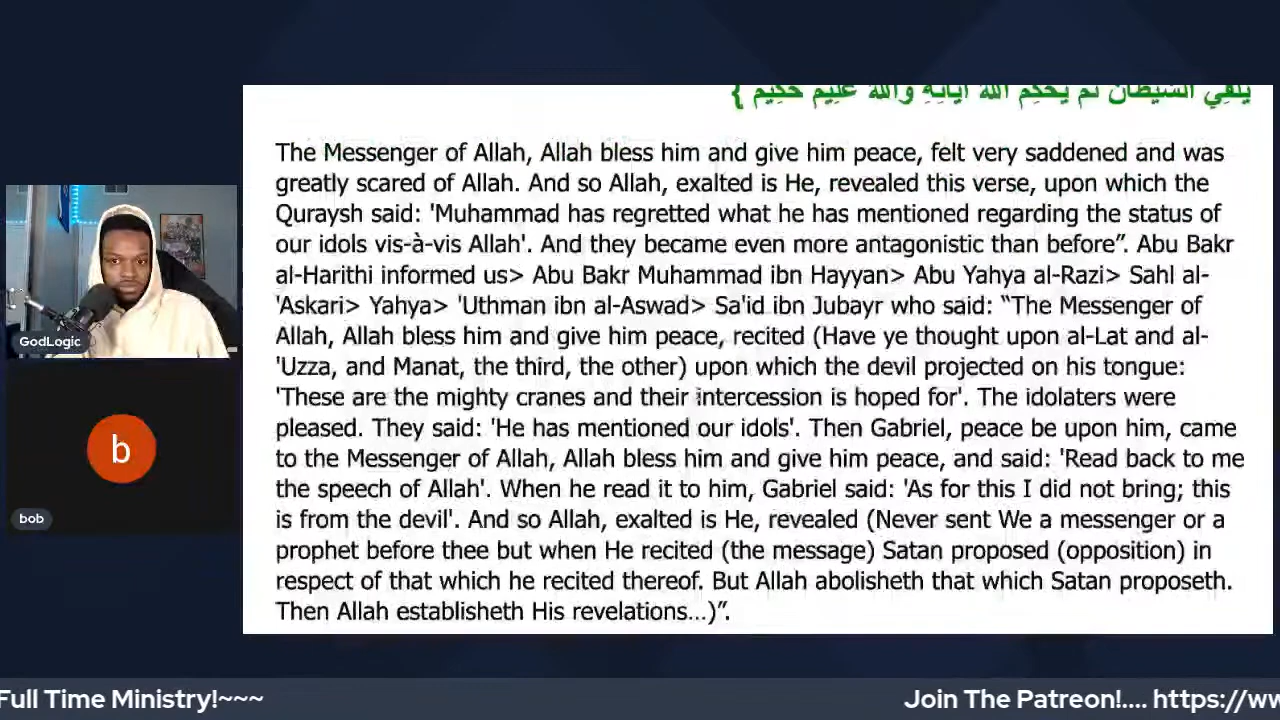 يُلْقِي الشَّيْطَانُ ثُمَّ يُحْكِمُ اللَّهُ آيَاتِهِ وَاللَّهُ عَلِيمٌ حَكِيمٌ }
The Messenger of Allah, Allah bless him and give him peace, felt very saddened and was
greatly scared of Allah. And so Allah, exalted is He, revealed this verse, upon which the
Quraysh said: 'Muhammad has regretted what he has mentioned regarding the status of
our idols vis-à-vis Allah'. And they became even more antagonistic than before”. Abu Bakr
al-Harithi informed us> Abu Bakr Muhammad ibn Hayyan> Abu Yahya al-Razi> Sahl al-
'Askari> Yahya> 'Uthman ibn al-Aswad> Sa'id ibn Jubayr who said: “The Messenger of
Allah, Allah bless him and give him peace, recited (Have ye thought upon al-Lat and al-
'Uzza, and Manat, the third, the other) upon which the devil projected on his tongue:
'These are the mighty cranes and their intercession is hoped for'. The idolaters were
pleased. They said: 'He has mentioned our idols'. Then Gabriel, peace be upon him, came
to the Messenger of Allah, Allah bless him and give him peace, and said: 'Read back to me
the speech of Allah'. When he read it to him, Gabriel said: 'As for this I did not bring; this
is from the devil'. And so Allah, exalted is He, revealed (Never sent We a messenger or a
prophet before thee but when He recited (the message) Satan proposed (opposition) in
respect of that which he recited thereof. But Allah abolisheth that which Satan proposeth.
Then Allah establisheth His revelations...)”.
GodLogic
b
bob
Full Time Ministry!~~~
Join The Patreon!.... https://ww